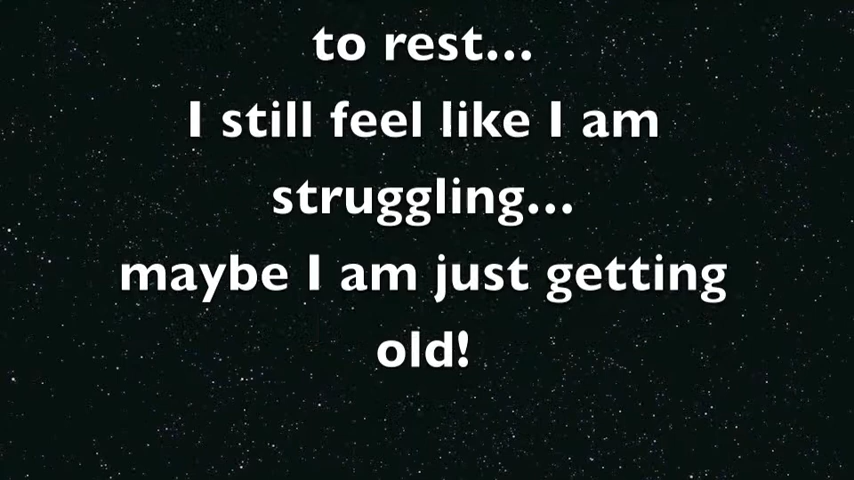 to rest...
I still feel like I am
struggling...
maybe I am just getting
old!